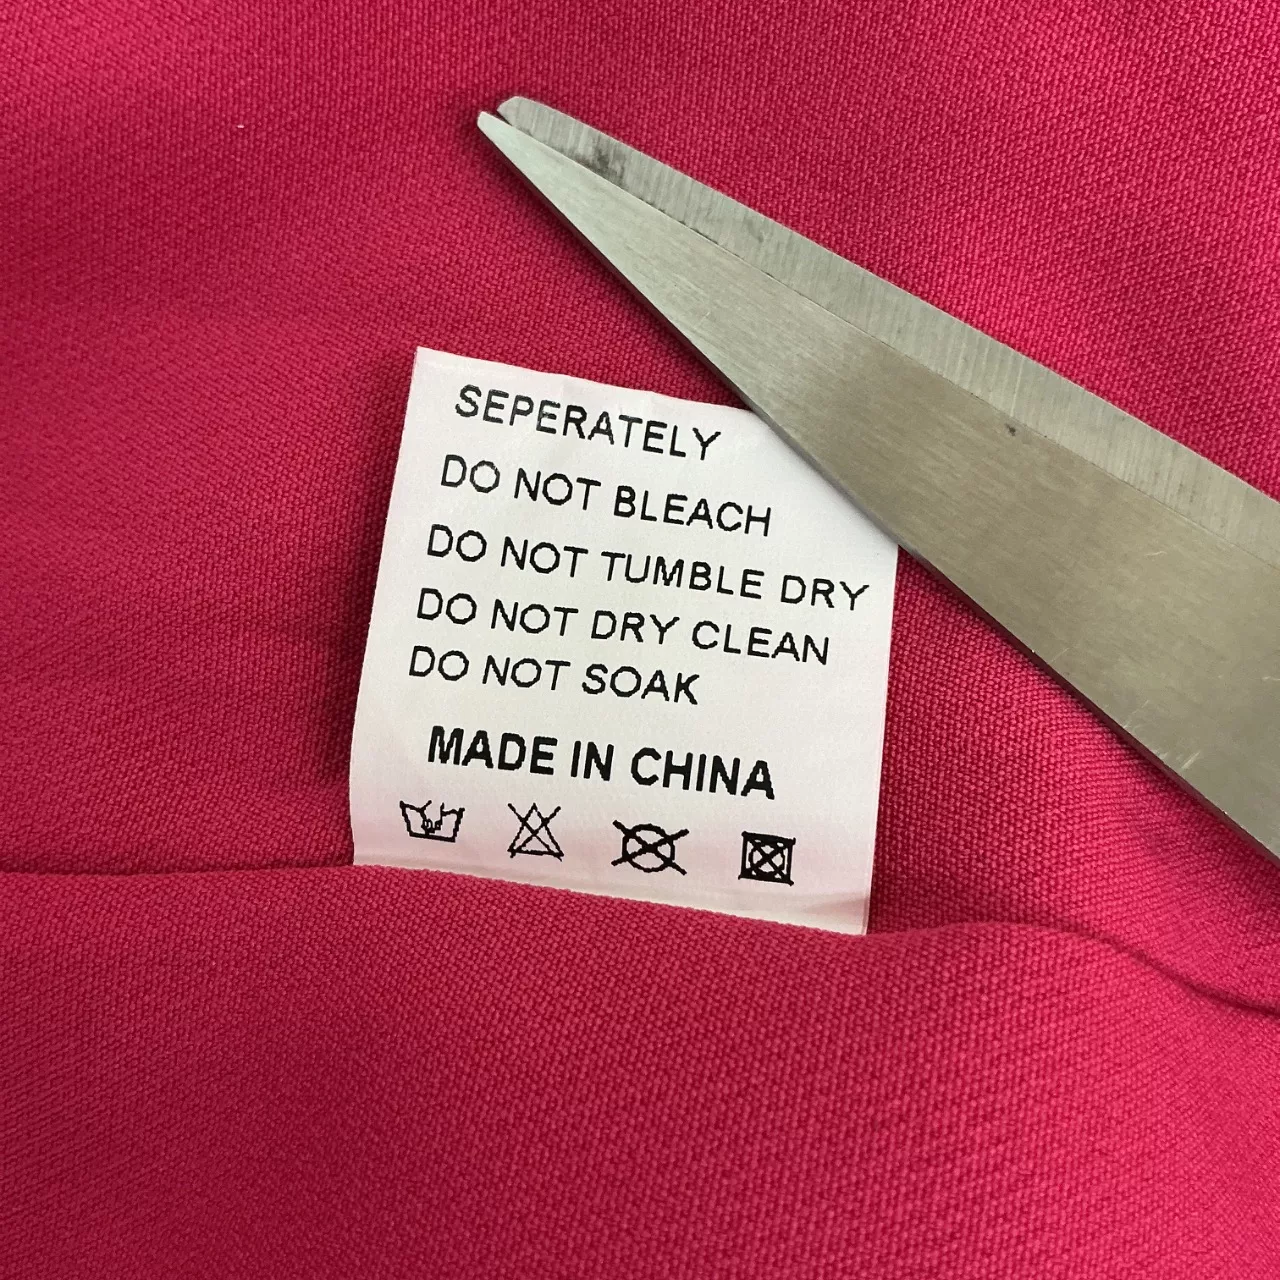 SEPERATELY
DO NOT BLEACH
DO NOT TUMBLE DRY
DO NOT DRY CLEAN
DO NOT SOAK
MADE IN CHINA